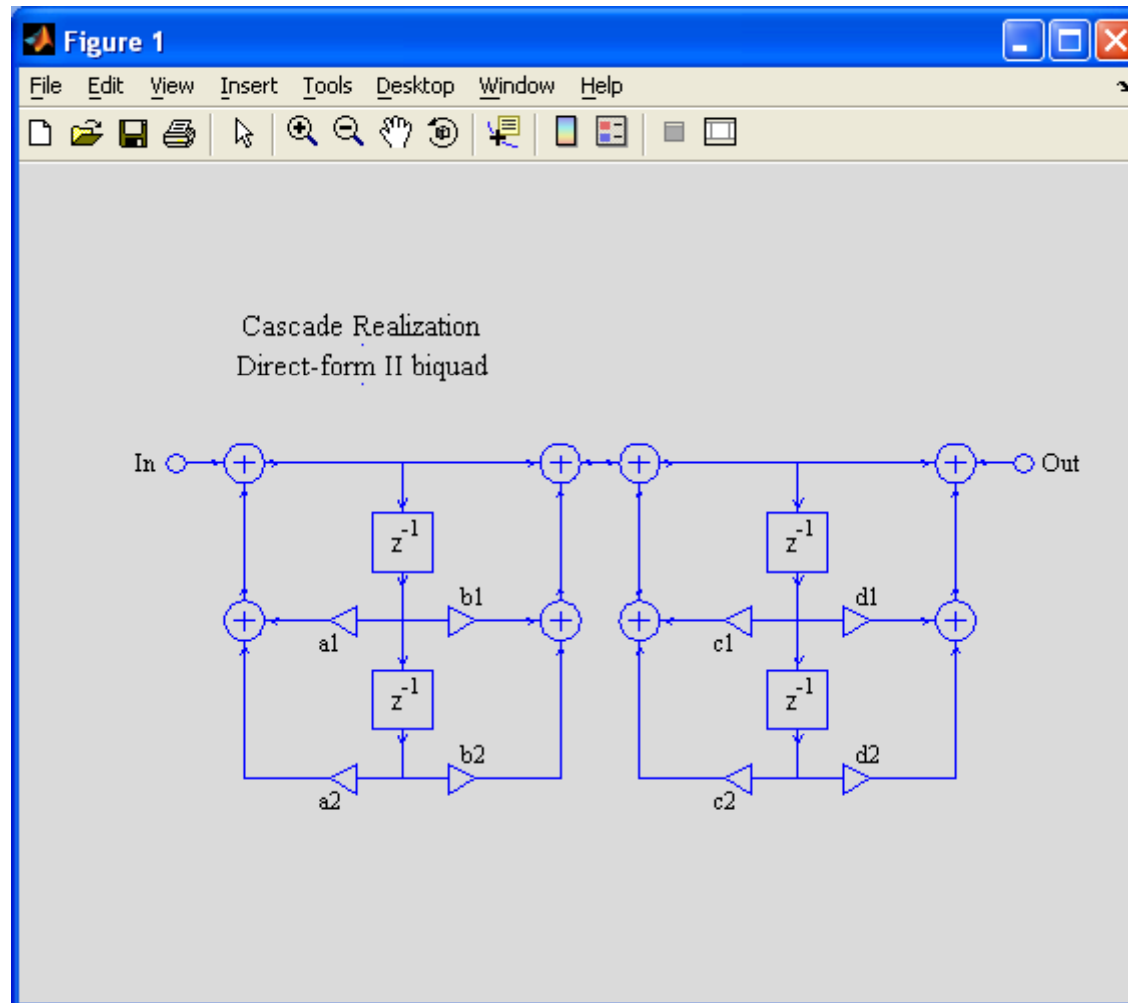 Figure 1
File Edit View Insert Tools Desktop Window Help
Cascade Realization
Direct-form II biquad
In + + + + Out
z-1 z-1
b1 d1
+ + + +
a1 c1
z-1 z-1
b2 d2
a2 c2